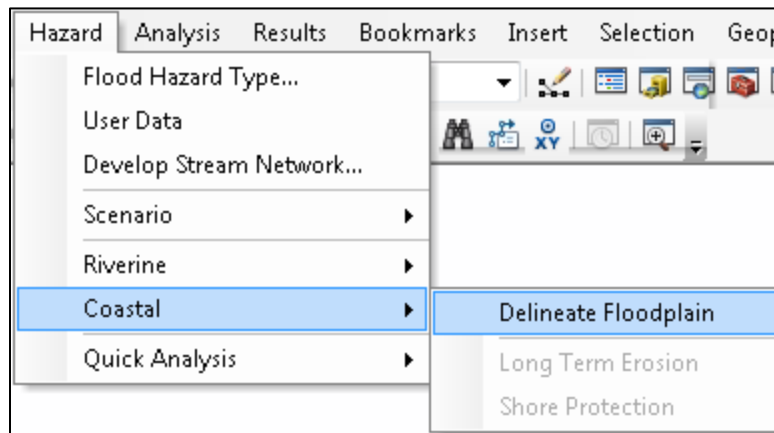 Hazard Analysis Results Bookmarks Insert Selection
Flood Hazard Type...
User Data
Develop Stream Network...
XY
Scenario
Riverine
Coastal
Delineate Floodplain
Quick Analysis
Long Term Erosion
Shore Protection